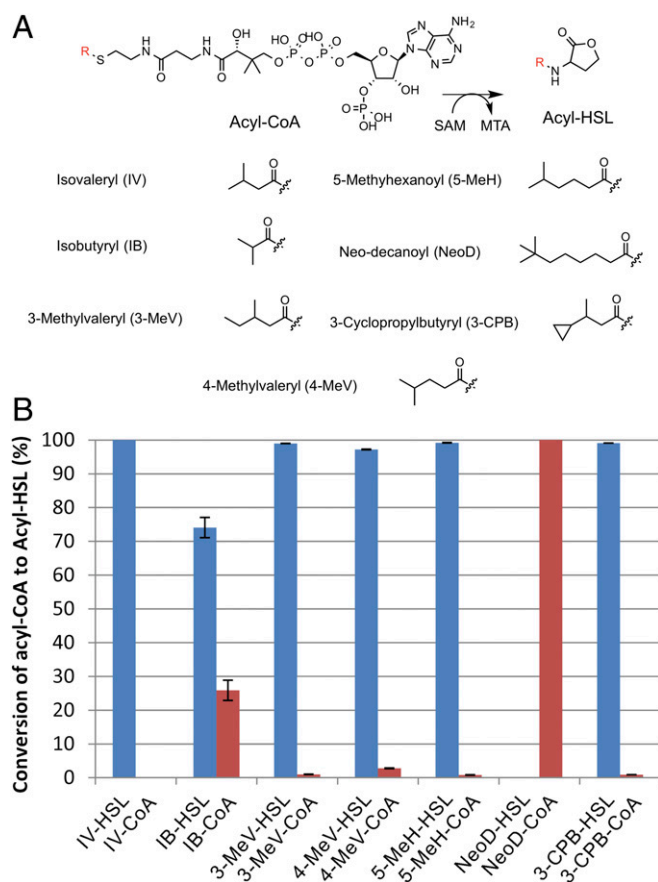 A
R
S
H
N
O
H
N
O
OH
O
O
P
OH
O
O
P
OH
O
O
N
N
N
N
NH2
O
OH
O
P
OH
OH
O
O
R
N
H
Acyl-CoA
SAM
MTA
Acyl-HSL
Isovaleryl (IV)
O
5-Methyhexanoyl (5-MeH)
O
Isobutyryl (IB)
O
Neo-decanoyl (NeoD)
O
3-Methylvaleryl (3-MeV)
O
3-Cyclopropylbutyryl (3-CPB)
O
4-Methylvaleryl (4-MeV)
O
B
Conversion of acyl-CoA to Acyl-HSL (%)
100
90
80
70
60
50
40
30
20
10
0
IV-HSL
IV-CoA
IB-HSL
IB-CoA
3-MeV-HSL
3-MeV-CoA
4-MeV-HSL
4-MeV-CoA
5-MeH-HSL
5-MeH-CoA
NeoD-HSL
NeoD-CoA
3-CPB-HSL
3-CPB-CoA